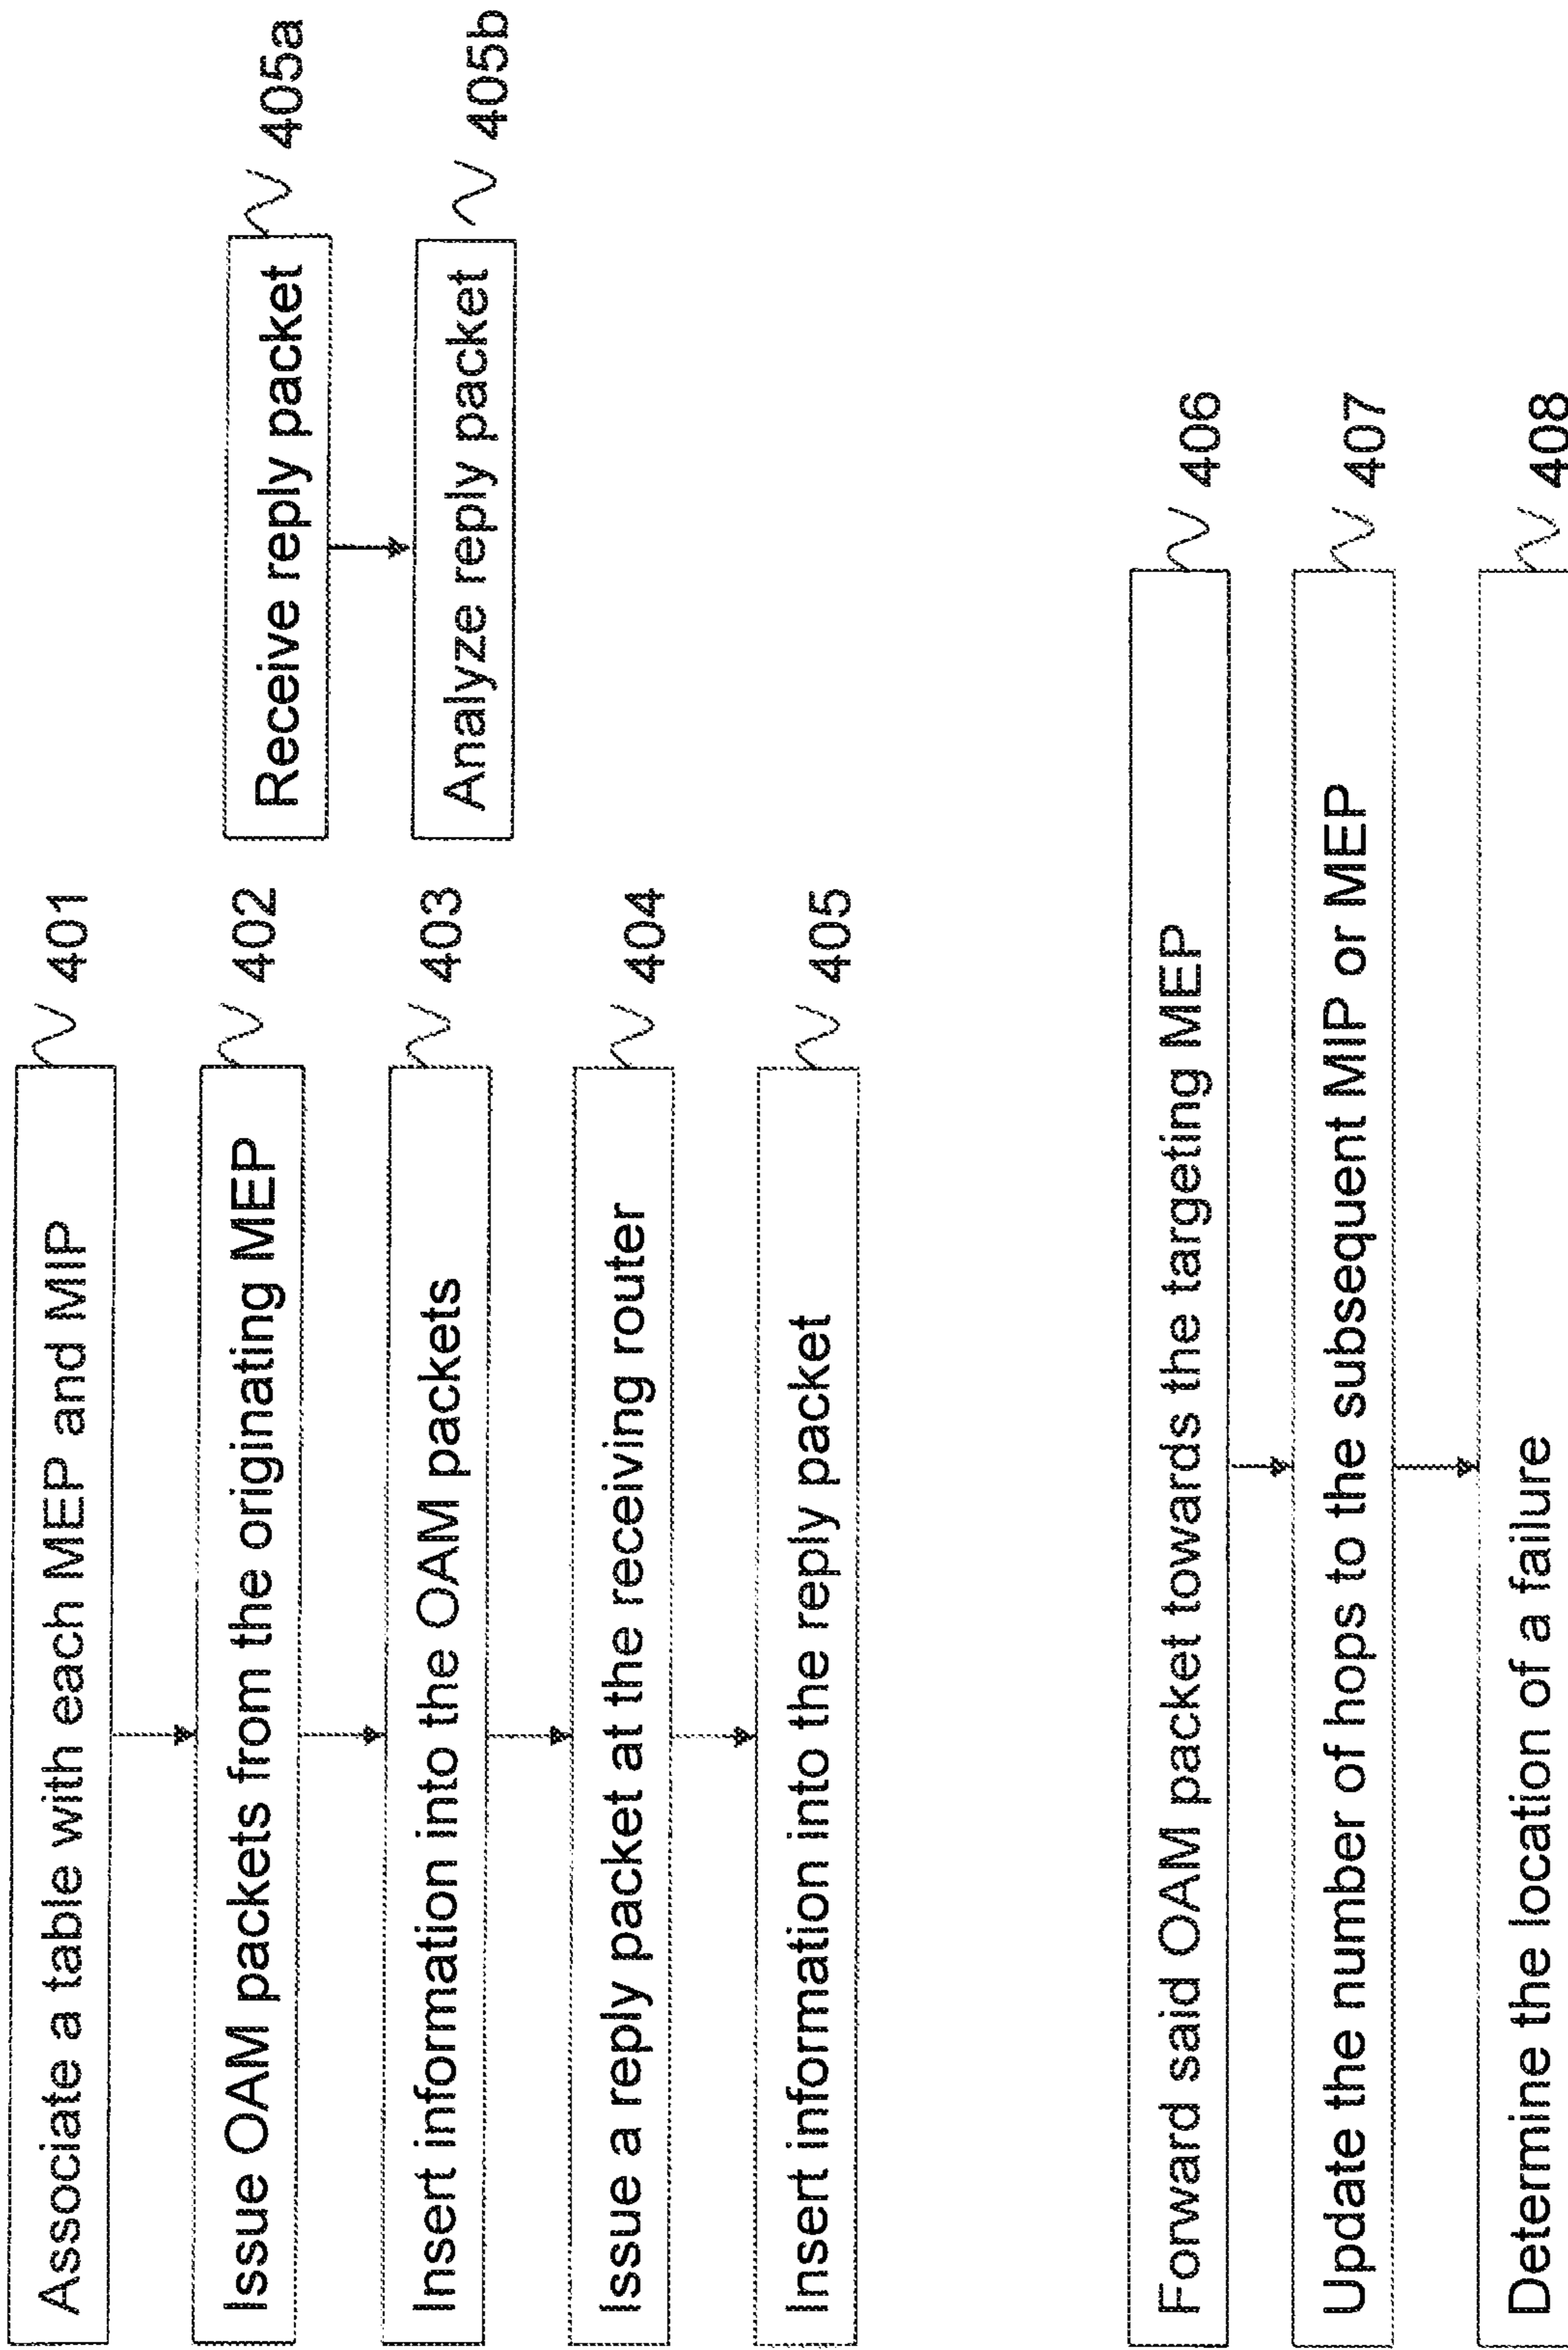 Associate a table with each MEP and MIP 401
Issue OAM packets from the originating MEP 402
Insert information into the OAM packets 403
Issue a reply packet at the receiving router 404
Insert information into the reply packet 405
Receive reply packet 405a
Analyze reply packet 405b
Forward said OAM packet towards the targeting MEP 406
Update the number of hops to the subsequent MIP or MEP 407
Determine the location of a failure 408